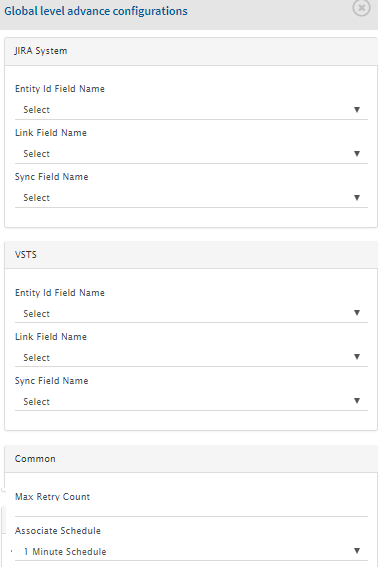 Global level advance configurations
JIRA System
Entity Id Field Name
Select
Link Field Name
Select
Sync Field Name
Select
VSTS
Entity Id Field Name
Select
Link Field Name
Select
Sync Field Name
Select
Common
Max Retry Count
Associate Schedule
1 Minute Schedule